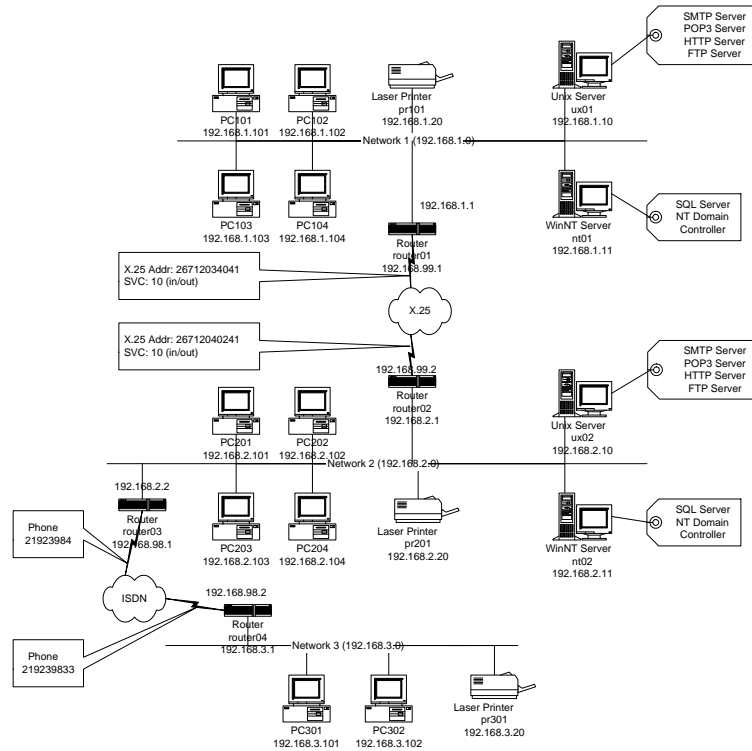 SMTP Server
POP3 Server
HTTP Server
FTP Server
PC101
192.168.1.101
PC102
192.168.1.102
Laser Printer
pr101
192.168.1.20
Unix Server
ux01
192.168.1.10
Network 1 (192.168.1.0)
PC103
192.168.1.103
PC104
192.168.1.104
192.168.1.1
Router
router01
192.168.99.1
WinNT Server
nt01
192.168.1.11
SQL Server
NT Domain
Controller
X.25 Addr: 26712034041
SVC: 10 (in/out)
X.25
X.25 Addr: 26712040241
SVC: 10 (in/out)
192.168.99.2
Router
router02
192.168.2.1
SMTP Server
POP3 Server
HTTP Server
FTP Server
PC201
192.168.2.101
PC202
192.168.2.102
Unix Server
ux02
192.168.2.10
Network 2 (192.168.2.0)
192.168.2.2
Router
router03
192.168.98.1
PC203
192.168.2.103
PC204
192.168.2.104
Laser Printer
pr201
192.168.2.20
WinNT Server
nt02
192.168.2.11
SQL Server
NT Domain
Controller
Phone
21923984
ISDN
192.168.98.2
Router
router04
192.168.3.1
Phone
219239833
Network 3 (192.168.3.0)
PC301
192.168.3.101
PC302
192.168.3.102
Laser Printer
pr301
192.168.3.20